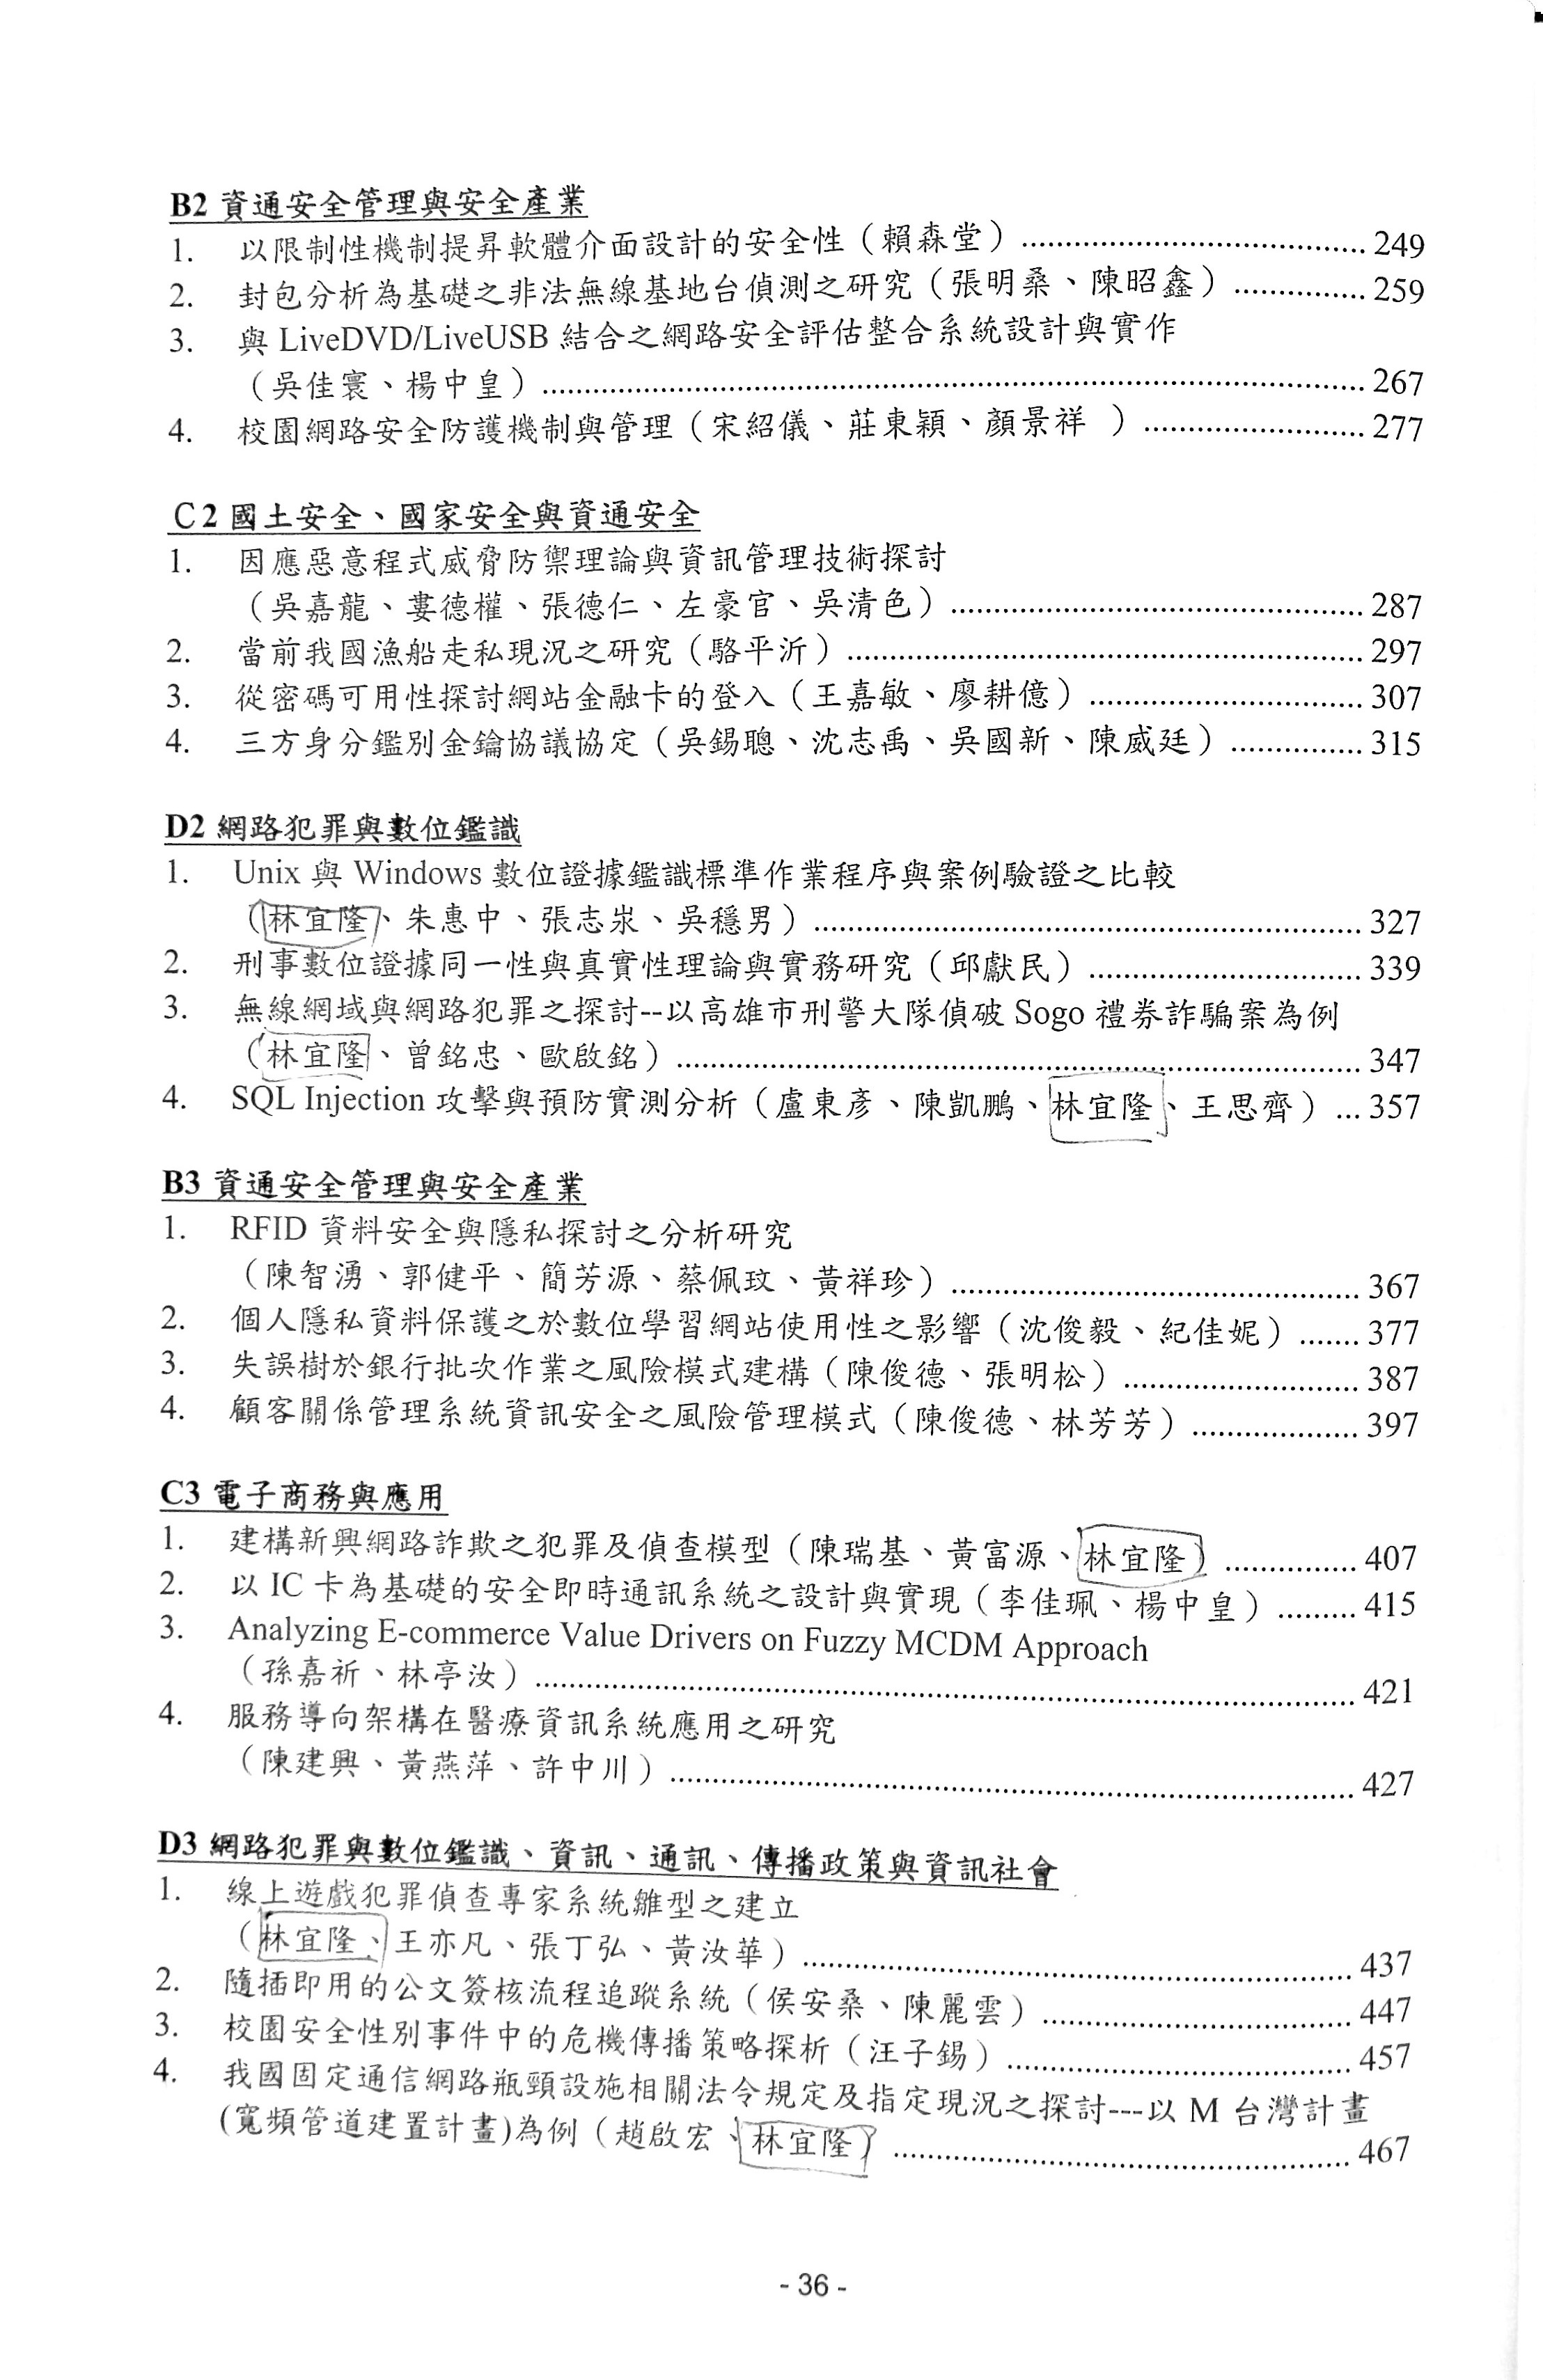 B2 資通安全管理與安全產業
1. 以限制性機制提昇軟體介面設計的安全性（賴森堂）........................................249
2. 封包分析為基礎之非法無線基地台偵測之研究（張明桑、陳昭鑫）...............259
3. 與 LiveDVD/LiveUSB 結合之網路安全評估整合系統設計與實作
（吳佳寰、楊中皇）................................................................................................267
4. 校園網路安全防護機制與管理（宋紹儀、莊東穎、顏景祥 ）..........................277
C2 國土安全、國家安全與資通安全
1. 因應惡意程式威脅防禦理論與資訊管理技術探討
（吳嘉龍、婁德權、張德仁、左豪官、吳清色）................................................287
2. 當前我國漁船走私現況之研究（駱平沂）............................................................297
3. 從密碼可用性探討網站金融卡的登入（王嘉敏、廖耕億）................................307
4. 三方身分鑑別金鑰協議協定（吳錫聰、沈志禹、吳國新、陳威廷）...............315
D2 網路犯罪與數位鑑識
1. Unix 與 Windows 數位證據鑑識標準作業程序與案例驗證之比較
（林宜隆、朱惠中、張志汖、吳穩男）................................................................327
2. 刑事數位證據同一性與真實性理論與實務研究（邱獻民）................................339
3. 無線網域與網路犯罪之探討--以高雄市刑警大隊偵破 Sogo 禮券詐騙案為例
（林宜隆、曾銘忠、歐啟銘）................................................................................347
4. SQL Injection 攻擊與預防實測分析（盧東彥、陳凱鵬、林宜隆、王思齊）...357
B3 資通安全管理與安全產業
1. RFID 資料安全與隱私探討之分析研究
（陳智湧、郭健平、簡芳源、蔡佩玟、黃祥珍）................................................367
2. 個人隱私資料保護之於數位學習網站使用性之影響（沈俊毅、紀佳妮）.......377
3. 失誤樹於銀行批次作業之風險模式建構（陳俊德、張明松）............................387
4. 顧客關係管理系統資訊安全之風險管理模式（陳俊德、林芳芳）....................397
C3 電子商務與應用
1. 建構新興網路詐欺之犯罪及偵查模型（陳瑞基、黃富源、林宜隆）...............407
2. 以 IC 卡為基礎的安全即時通訊系統之設計與實現（李佳珮、楊中皇）.........415
3. Analyzing E-commerce Value Drivers on Fuzzy MCDM Approach
（孫嘉祈、林亭汝）................................................................................................421
4. 服務導向架構在醫療資訊系統應用之研究
（陳建興、黃燕萍、許中川）................................................................................427
D3 網路犯罪與數位鑑識、資訊、通訊、傳播政策與資訊社會
1. 線上遊戲犯罪偵查專家系統雛型之建立
（林宜隆、王亦凡、張丁弘、黃汝華）................................................................437
2. 隨插即用的公文簽核流程追蹤系統（侯安桑、陳麗雲）....................................447
3. 校園安全性別事件中的危機傳播策略探析（汪子錫）........................................457
4. 我國固定通信網路瓶頸設施相關法令規定及指定現況之探討---以 M 台灣計畫
(寬頻管道建置計畫)為例（趙啟宏、林宜隆）......................................................467
- 36 -